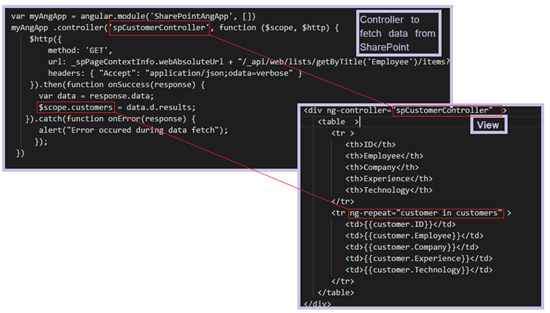 var myAngApp = angular.module('SharePointAngApp', [])
myAngApp .controller('spCustomerController', function ($scope, $http) {
$http({
method: 'GET',
url: _spPageContextInfo.webAbsoluteUrl + "/_api/web/lists/getByTitle('Employee')/items?
headers: { "Accept": "application/json;odata=verbose" }
}).then(function onSuccess(response) {
var data = response.data;
$scope.customers = data.d.results;
}).catch(function onError(response) {
alert("Error occured during data fetch");
});
})
Controller to
fetch data from
SharePoint
<div ng-controller="spCustomerController" >
View
<table >
<tr >
<th>ID</th>
<th>Employee</th>
<th>Company</th>
<th>Experience</th>
<th>Technology</th>
</tr>
<tr ng-repeat="customer in customers" >
<td>{{customer.ID}}</td>
<td>{{customer.Employee}}</td>
<td>{{customer.Company}}</td>
<td>{{customer.Experience}}</td>
<td>{{customer.Technology}}</td>
</tr>
</table>
</div>